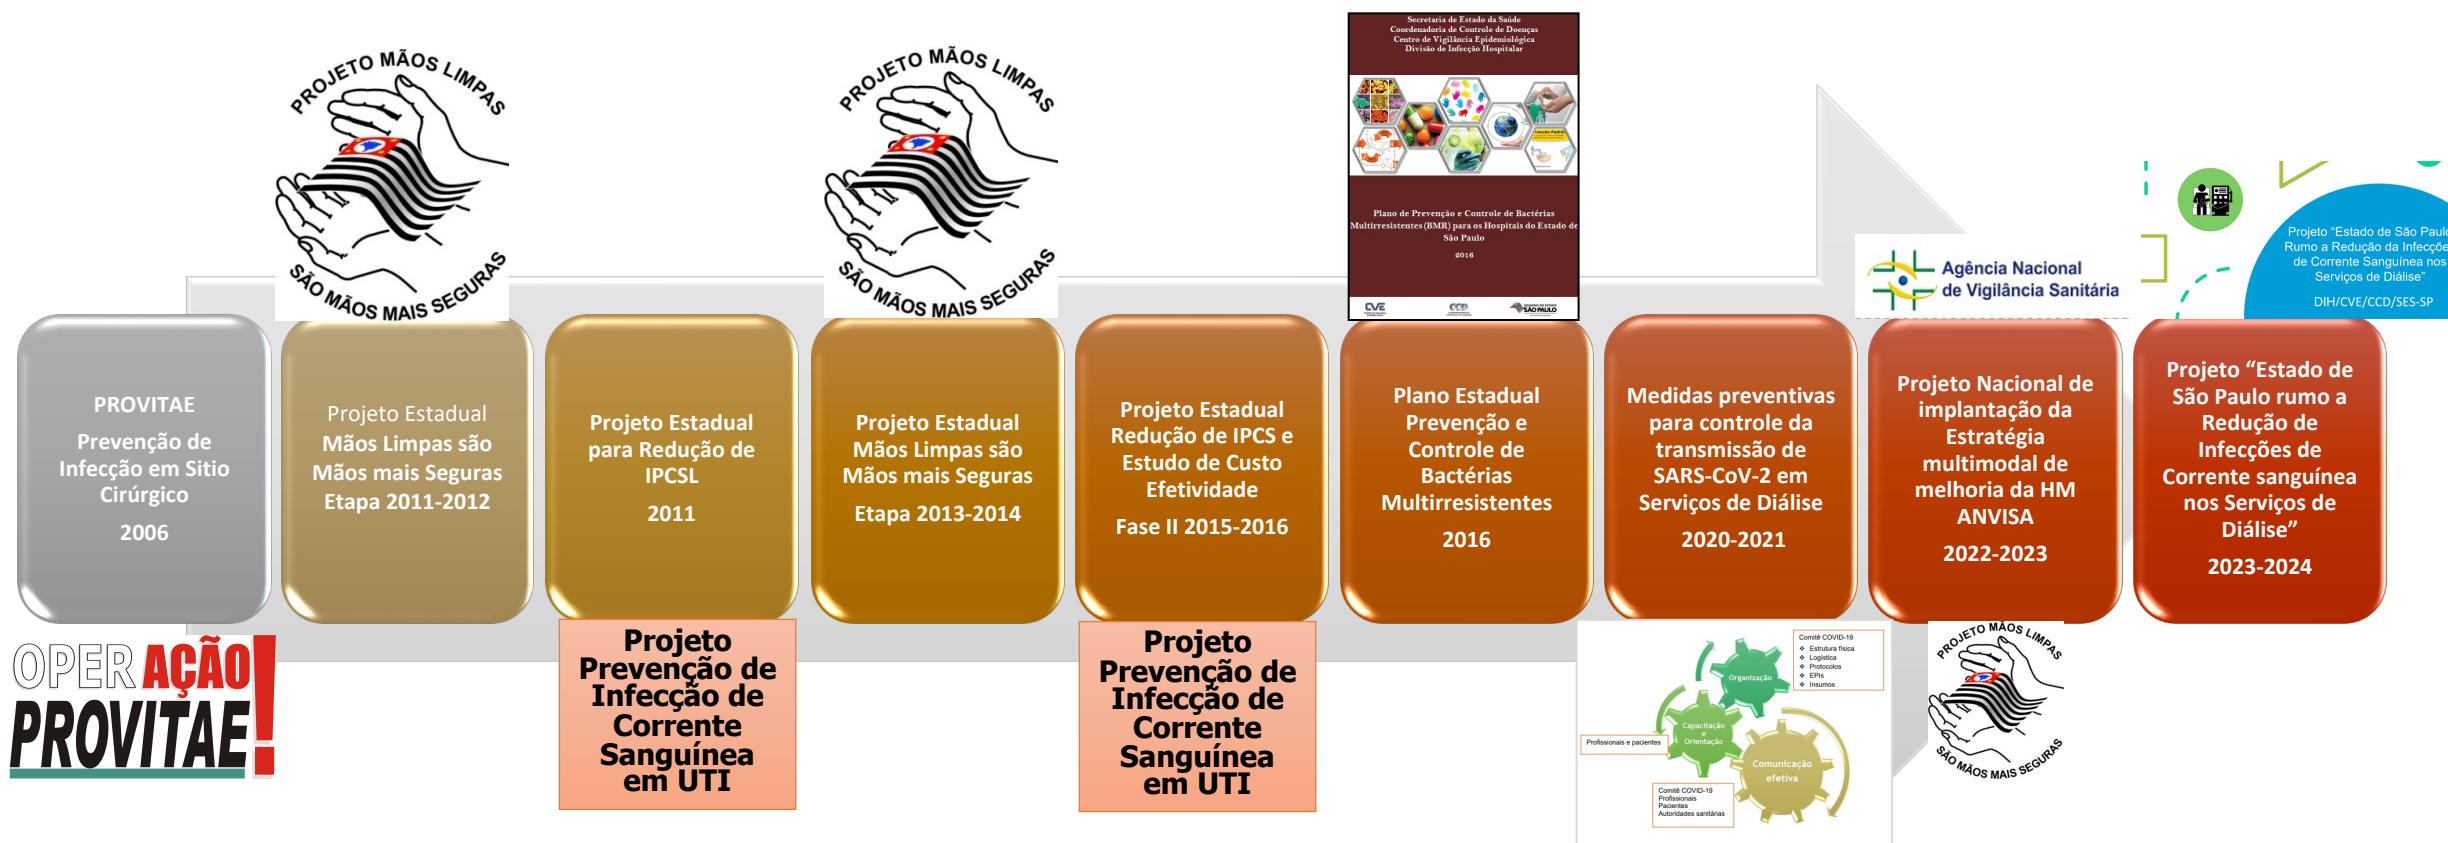 PROJETO MÃOS LIMPAS
SÃO MÃOS MAIS SEGURAS
PROJETO MÃOS LIMPAS
SÃO MÃOS MAIS SEGURAS
Secretaria de Estado da Saúde
Coordenadoria de Controle de Doenças
Centro de Vigilância Epidemiológica
Divisão de Infecção Hospitalar
Plano de Prevenção e Controle de Bactérias
Multirresistentes (BMR) para os Hospitais do Estado de
São Paulo
2016
CVE
CCD
SÃO PAULO
Agência Nacional
de Vigilância Sanitária
Projeto “Estado de São Paulo
Rumo a Redução da Infecçõe
de Corrente Sanguínea nos
Serviços de Diálise”
DIH/CVE/CCD/SES-SP
PROVITAE
Prevenção de
Infecção em Sitio
Cirúrgico
2006
Projeto Estadual
Mãos Limpas são
Mãos mais Seguras
Etapa 2011-2012
Projeto Estadual
para Redução de
IPCSL
2011
Projeto Estadual
Mãos Limpas são
Mãos mais Seguras
Etapa 2013-2014
Projeto Estadual
Redução de IPCS e
Estudo de Custo
Efetividade
Fase II 2015-2016
Plano Estadual
Prevenção e
Controle de
Bactérias
Multirresistentes
2016
Medidas preventivas
para controle da
transmissão de
SARS-CoV-2 em
Serviços de Diálise
2020-2021
Projeto Nacional de
implantação da
Estratégia
multimodal de
melhoria da HM
ANVISA
2022-2023
Projeto “Estado de
São Paulo rumo a
Redução de
Infecções de
Corrente sanguínea
nos Serviços de
Diálise”
2023-2024
OPERAÇÃO
PROVITAE!
Projeto
Prevenção de
Infecção de
Corrente
Sanguínea
em UTI
Projeto
Prevenção de
Infecção de
Corrente
Sanguínea
em UTI
Organização
Comitê COVID-19
❖ Estrutura física
❖ Logística
❖ Protocolos
❖ EPIs
❖ Insumos
Capacitação
e
Orientação
Profissionais e pacientes
Comunicação
efetiva
Comitê COVID-19
Profissionais
Pacientes
Autoridades sanitárias
PROJETO MÃOS LIMPAS
SÃO MÃOS MAIS SEGURAS